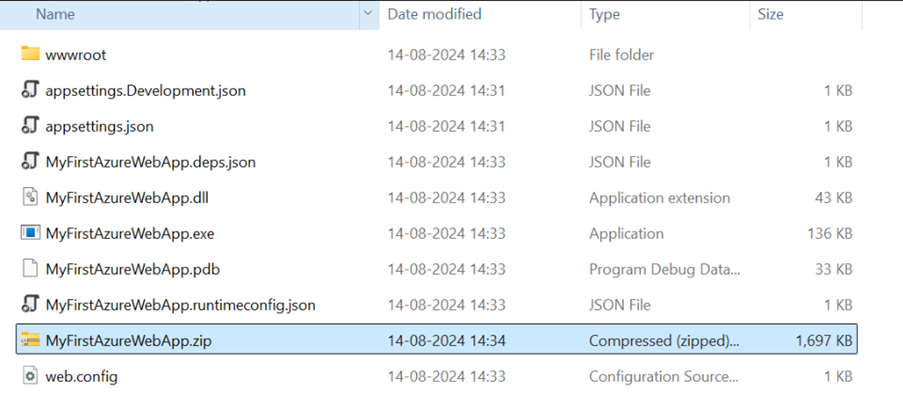 Name Date modified Type Size
wwwroot 14-08-2024 14:33 File folder
appsettings.Development.json 14-08-2024 14:31 JSON File 1 KB
appsettings.json 14-08-2024 14:31 JSON File 1 KB
MyFirstAzureWebApp.deps.json 14-08-2024 14:33 JSON File 1 KB
MyFirstAzureWebApp.dll 14-08-2024 14:33 Application extension 43 KB
MyFirstAzureWebApp.exe 14-08-2024 14:33 Application 136 KB
MyFirstAzureWebApp.pdb 14-08-2024 14:33 Program Debug Data... 33 KB
MyFirstAzureWebApp.runtimeconfig.json 14-08-2024 14:33 JSON File 1 KB
MyFirstAzureWebApp.zip 14-08-2024 14:34 Compressed (zipped)... 1,697 KB
web.config 14-08-2024 14:33 Configuration Source... 1 KB